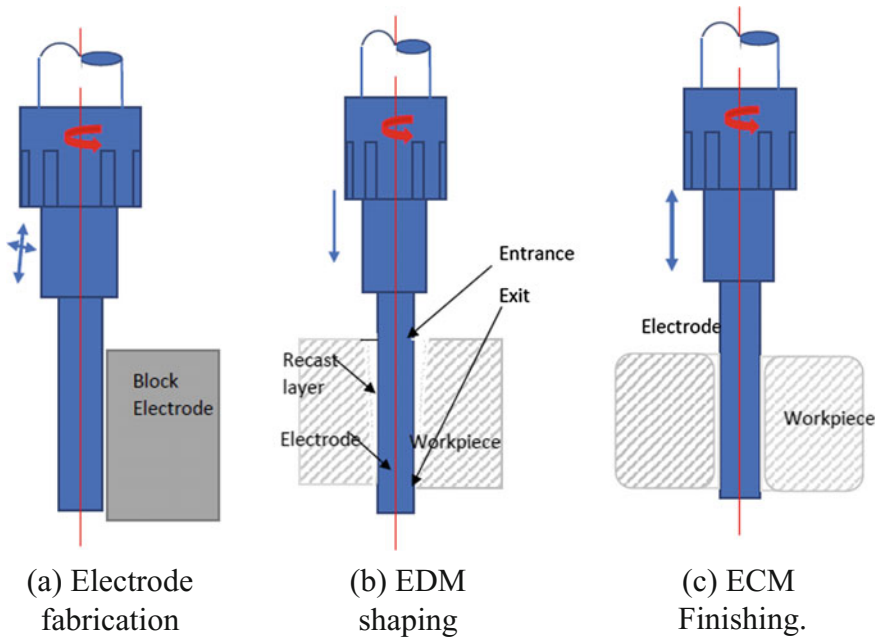 Block
Electrode
Entrance
Exit
Recast
layer
Electrode
Workpiece
Electrode
Workpiece
(a) Electrode
fabrication
(b) EDM
shaping
(c) ECM
Finishing.